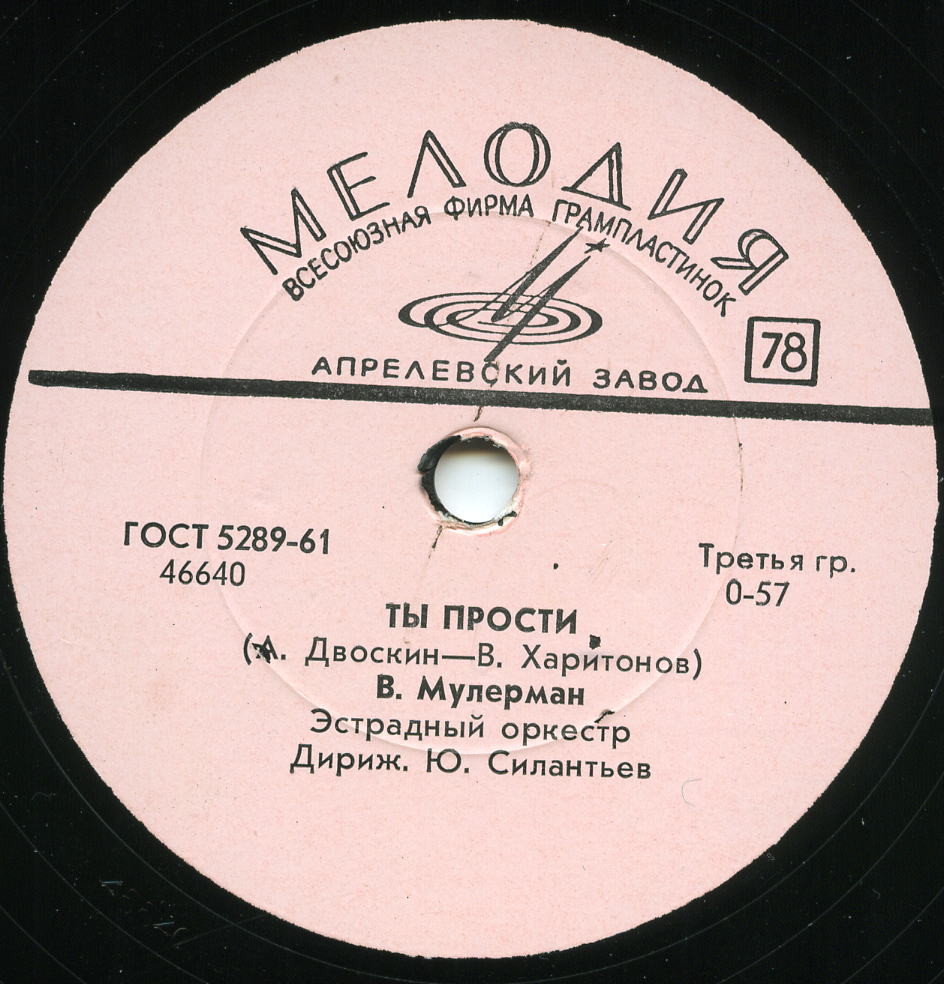 МЕЛОДИЯ
ВСЕСОЮЗНАЯ ФИРМА ГРАМПЛАСТИНОК
78
АПРЕЛЕВСКИЙ ЗАВОД
ГОСТ 5289-61
46640
Третья гр.
0-57
ТЫ ПРОСТИ
(А. Двоскин—В. Харитонов)
В. Мулерман
Эстрадный оркестр
Дириж. Ю. Силантьев